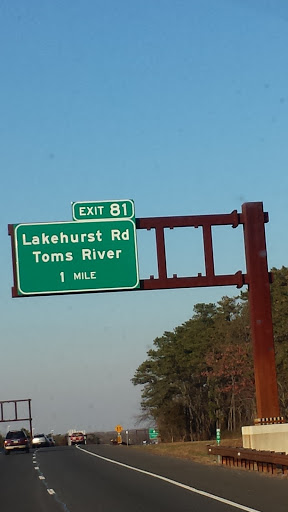 EXIT 81
Lakehurst Rd
Toms River
1 MILE